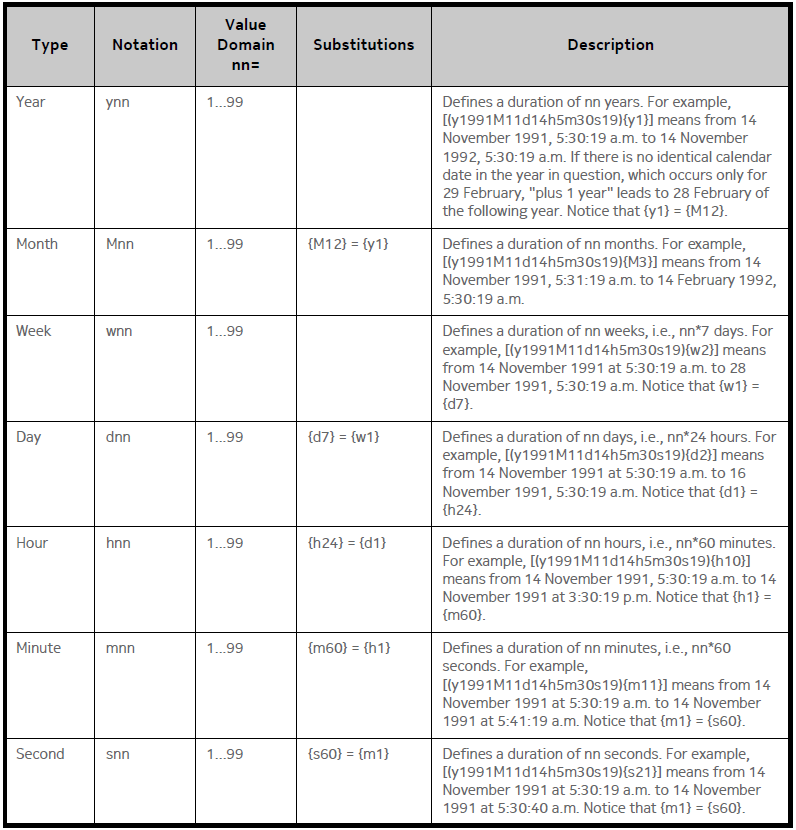 Type Notation Value Domain nn= Substitutions Description
Year ynn 1...99 Defines a duration of nn years. For example,
[(y1991M11d14h5m30s19){y1}] means from 14
November 1991, 5:30:19 a.m. to 14 November
1992, 5:30:19 a.m. If there is no identical calendar
date in the year in question, which occurs only for
29 February, "plus 1 year" leads to 28 February of
the following year. Notice that {y1} = {M12}.
Month Mnn 1...99 {M12} = {y1} Defines a duration of nn months. For example,
[(y1991M11d14h5m30s19){M3}] means from 14
November 1991, 5:31:19 a.m. to 14 February 1992,
5:30:19 a.m.
Week wnn 1...99 Defines a duration of nn weeks, i.e., nn*7 days. For
example, [(y1991M11d14h5m30s19){w2}] means
from 14 November 1991 at 5:30:19 a.m. to 28
November 1991, 5:30:19 a.m. Notice that {w1} =
{d7}.
Day dnn 1...99 {d7} = {w1} Defines a duration of nn days, i.e., nn*24 hours. For
example, [(y1991M11d14h5m30s19){d2}] means
from 14 November 1991 at 5:30:19 a.m. to 16
November 1991, 5:30:19 a.m. Notice that {d1} =
{h24}.
Hour hnn 1...99 {h24} = {d1} Defines a duration of nn hours, i.e., nn*60 minutes.
For example, [(y1991M11d14h5m30s19){h10}]
means from 14 November 1991, 5:30:19 a.m. to 14
November 1991 at 3:30:19 p.m. Notice that {h1} =
{m60}.
Minute mnn 1...99 {m60} = {h1} Defines a duration of nn minutes, i.e., nn*60
seconds. For example,
[(y1991M11d14h5m30s19){m11}] means from 14
November 1991 at 5:30:19 a.m. to 14 November
1991 at 5:41:19 a.m. Notice that {m1} = {s60}.
Second snn 1...99 {s60} = {m1} Defines a duration of nn seconds. For example,
[(y1991M11d14h5m30s19){s21}] means from 14
November 1991 at 5:30:19 a.m. to 14 November
1991 at 5:30:40 a.m. Notice that {m1} = {s60}.